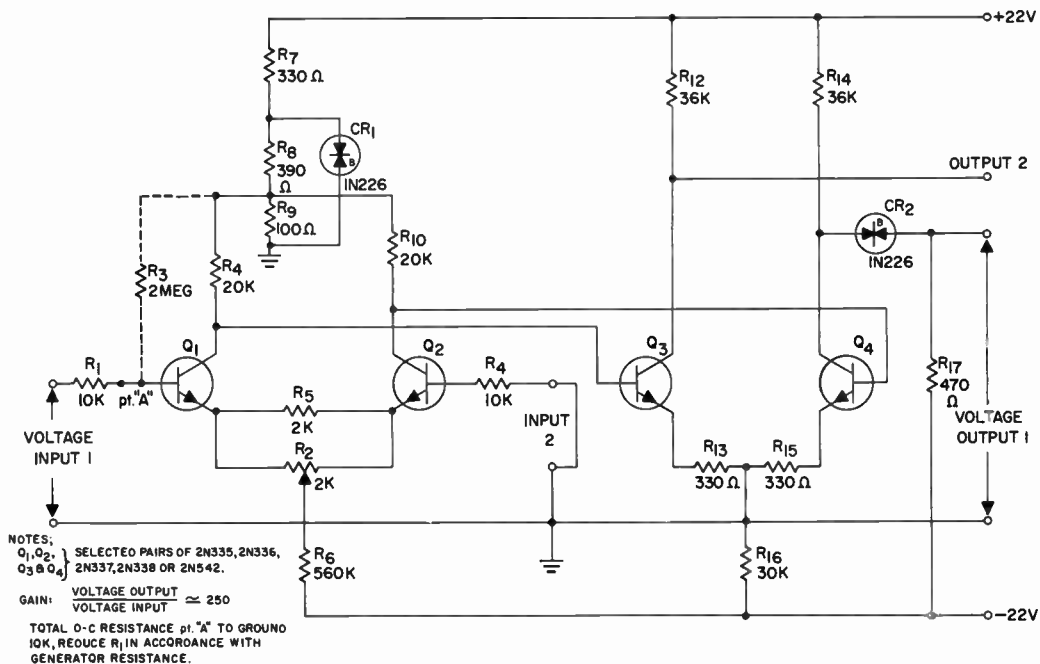 +22V
R7
330 Ω
R12
36K
R14
36K
CR1
B
IN226
R8
390
Ω
OUTPUT 2
R9
100Ω
R10
20K
CR2
B
IN226
R3
2MEG
R4
20K
Q1
Q2
Q3
Q4
R1
10K
pt."A"
R4
10K
R17
470
Ω
R5
2K
INPUT
2
VOLTAGE
INPUT 1
VOLTAGE
OUTPUT 1
R2
2K
R13
330 Ω
R15
330 Ω
NOTES;
Q1,Q2,
Q3 & Q4} SELECTED PAIRS OF 2N335, 2N336,
2N337, 2N338 OR 2N542.
R6
560K
R16
30K
GAIN: VOLTAGE OUTPUT
VOLTAGE INPUT ≃ 250
-22V
TOTAL D-C RESISTANCE pt."A" TO GROUND
10K, REDUCE R1 IN ACCORDANCE WITH
GENERATOR RESISTANCE.